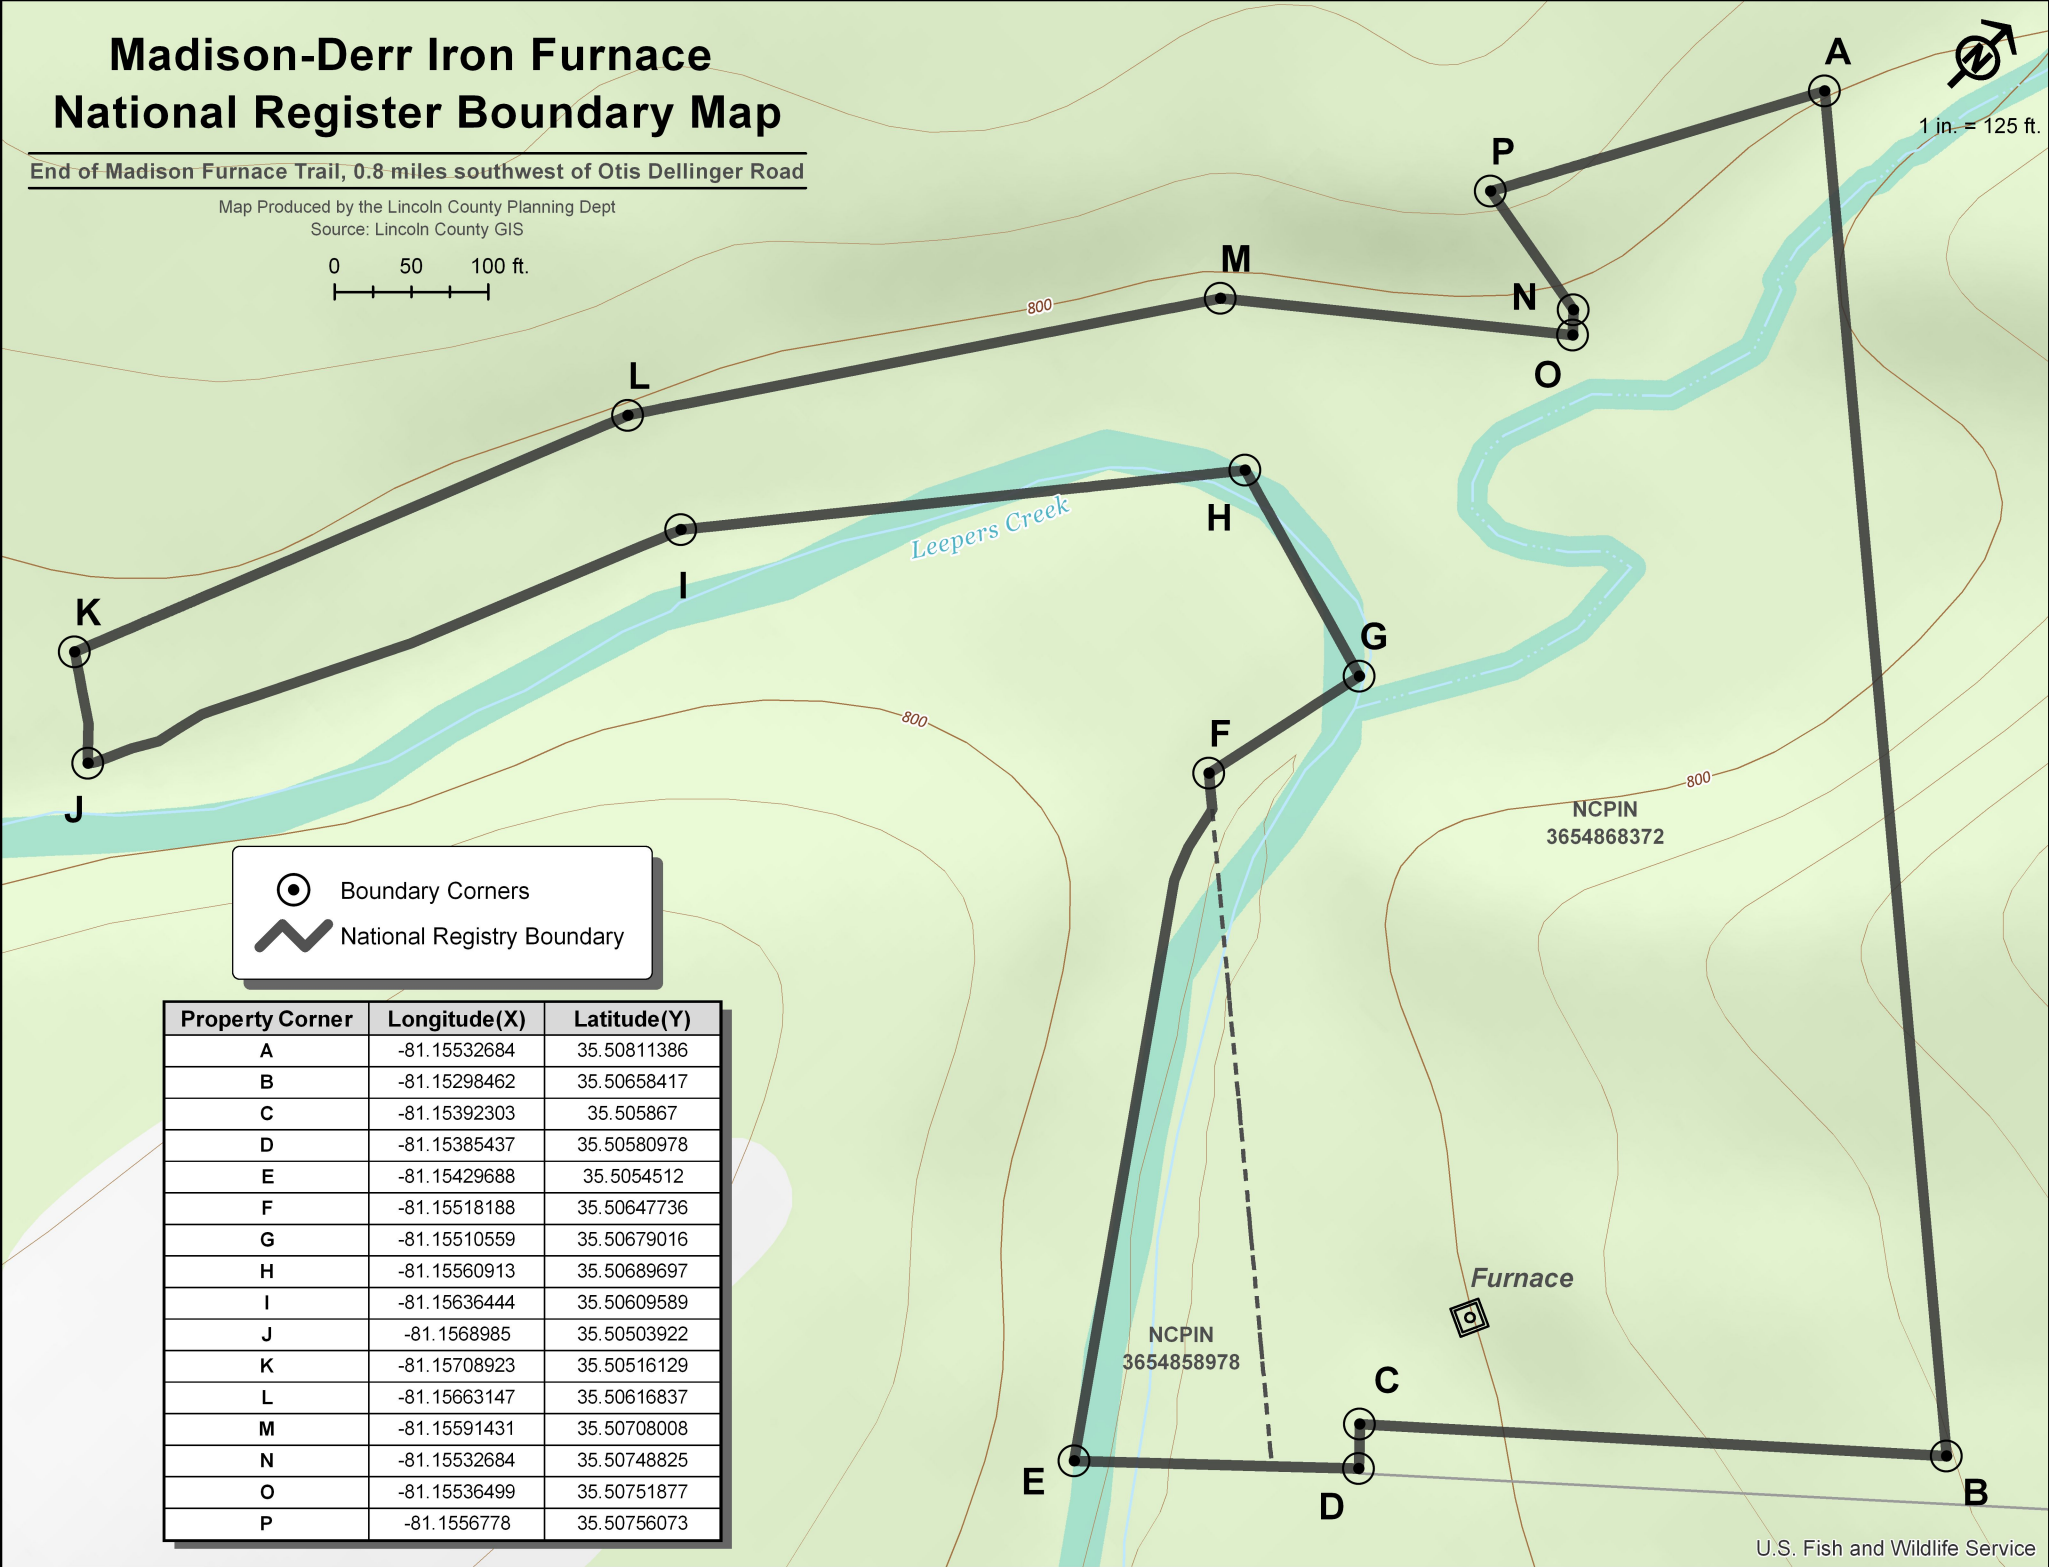 Madison-Derr Iron Furnace
National Register Boundary Map
End of Madison Furnace Trail, 0.8 miles southwest of Otis Dellinger Road
Map Produced by the Lincoln County Planning Dept
Source: Lincoln County GIS
0 50 100 ft.
N
1 in. = 125 ft.
A
P
M
N
O
L
800
H
Leepers Creek
I
K
G
J
F
800
800
NCPIN
3654868372
Boundary Corners
National Registry Boundary
Property Corner Longitude(X) Latitude(Y)
A -81.15532684 35.50811386
B -81.15298462 35.50658417
C -81.15392303 35.505867
D -81.15385437 35.50580978
E -81.15429688 35.5054512
F -81.15518188 35.50647736
G -81.15510559 35.50679016
H -81.15560913 35.50689697
I -81.15636444 35.50609589
J -81.1568985 35.50503922
K -81.15708923 35.50516129
L -81.15663147 35.50616837
M -81.15591431 35.50708008
N -81.15532684 35.50748825
O -81.15536499 35.50751877
P -81.1556778 35.50756073
Furnace
NCPIN
3654858978
C
E
D
B
U.S. Fish and Wildlife Service